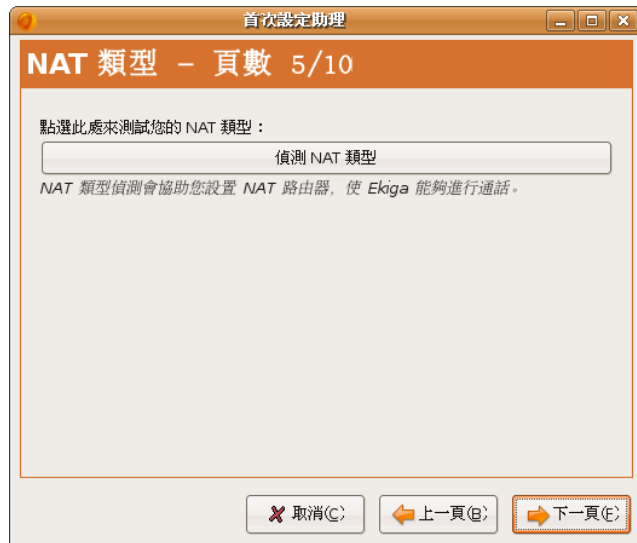 首次設定助理
NAT 類型 － 頁數 5/10
點選此處來測試您的 NAT 類型：
偵測 NAT 類型
NAT 類型偵測會協助您設置 NAT 路由器，使 Ekiga 能夠進行通話。
取消(C)
上一頁(B)
下一頁(F)